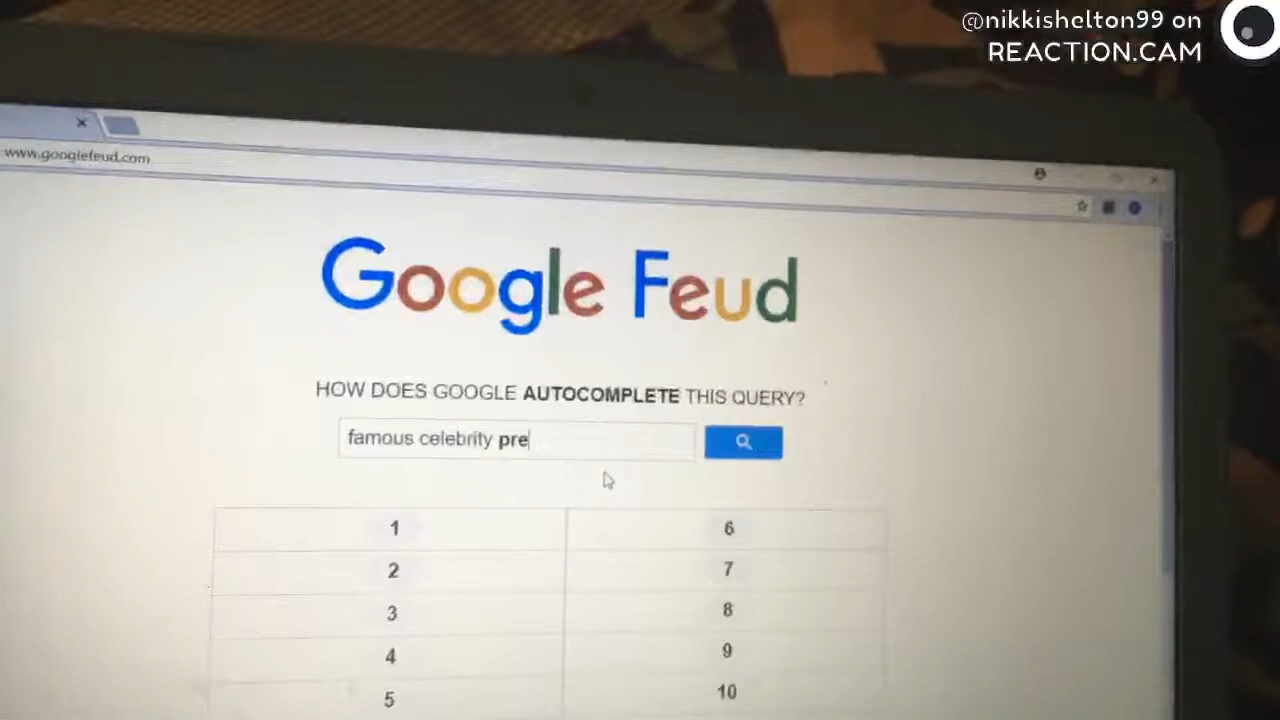 @nikkishelton99 on
REACTION.CAM
www.googlefeud.com
Google Feud
HOW DOES GOOGLE AUTOCOMPLETE THIS QUERY?
famous celebrity pre
1 6
2 7
3 8
4 9
5 10